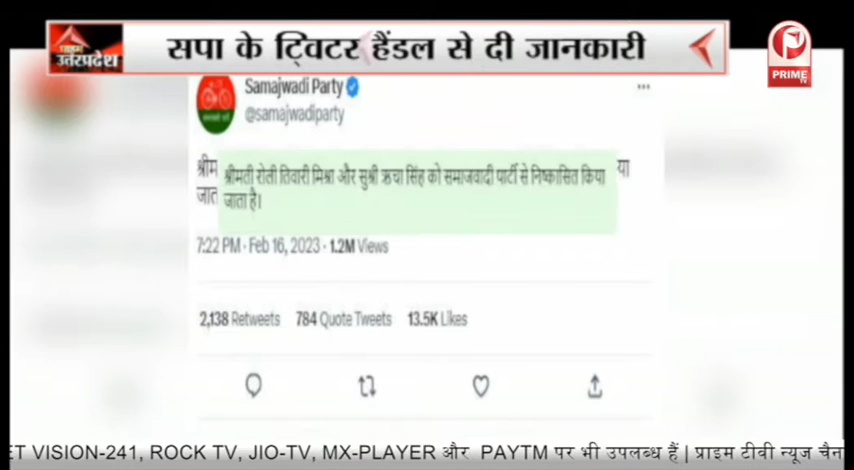 प्राइम
उत्तरप्रदेश
सपा के ट्विटर हैंडल से दी जानकारी
PRIME
TV
Samajwadi Party
@samajwadiparty
श्रीम
श्रीमती रोली तिवारी मिश्रा और सुश्री ऋचा सिंह को समाजवादी पार्टी से निष्कासित किया
या
जात
जाता है।
7:22 PM · Feb 16, 2023 · 1.2M Views
2,138 Retweets 784 Quote Tweets 13.5K Likes
ET VISION-241, ROCK TV, JIO-TV, MX-PLAYER और PAYTM पर भी उपलब्ध हैं | प्राइम टीवी न्यूज चैन